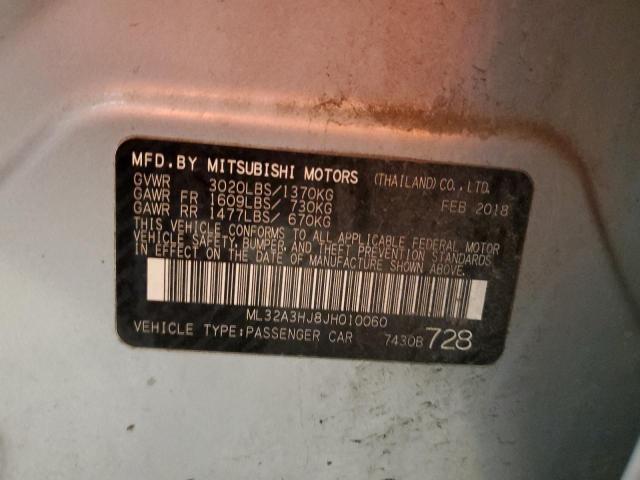 MFD.BY MITSUBISHI MOTORS (THAILAND) CO.,LTD.
GVWR 3020LBS/1370KG FEB 2018
GAWR FR 1609LBS/ 730KG
GAWR RR 1477LBS/ 670KG
THIS VEHICLE CONFORMS TO ALL APPLICABLE FEDERAL MOTOR
VEHICLE SAFETY, BUMPER, AND THEFT PREVENTION STANDARDS
IN EFFECT ON THE DATE OF MANUFACTURE SHOWN ABOVE.
ML32A3HJ8JH010060
VEHICLE TYPE:PASSENGER CAR 7430B 728